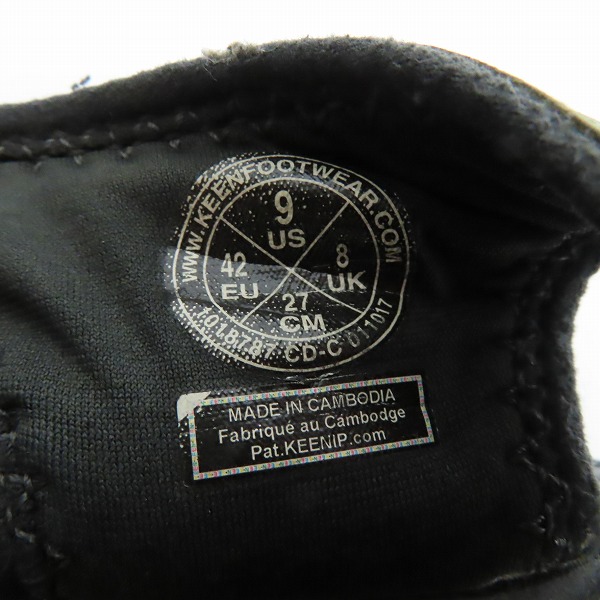 WWW.KEENFOOTWEAR.COM
9
US
42
EU
8
UK
27
CM
1018787 CD-C 011017
MADE IN CAMBODIA
Fabriqué au Cambodge
Pat.KEENIP.com